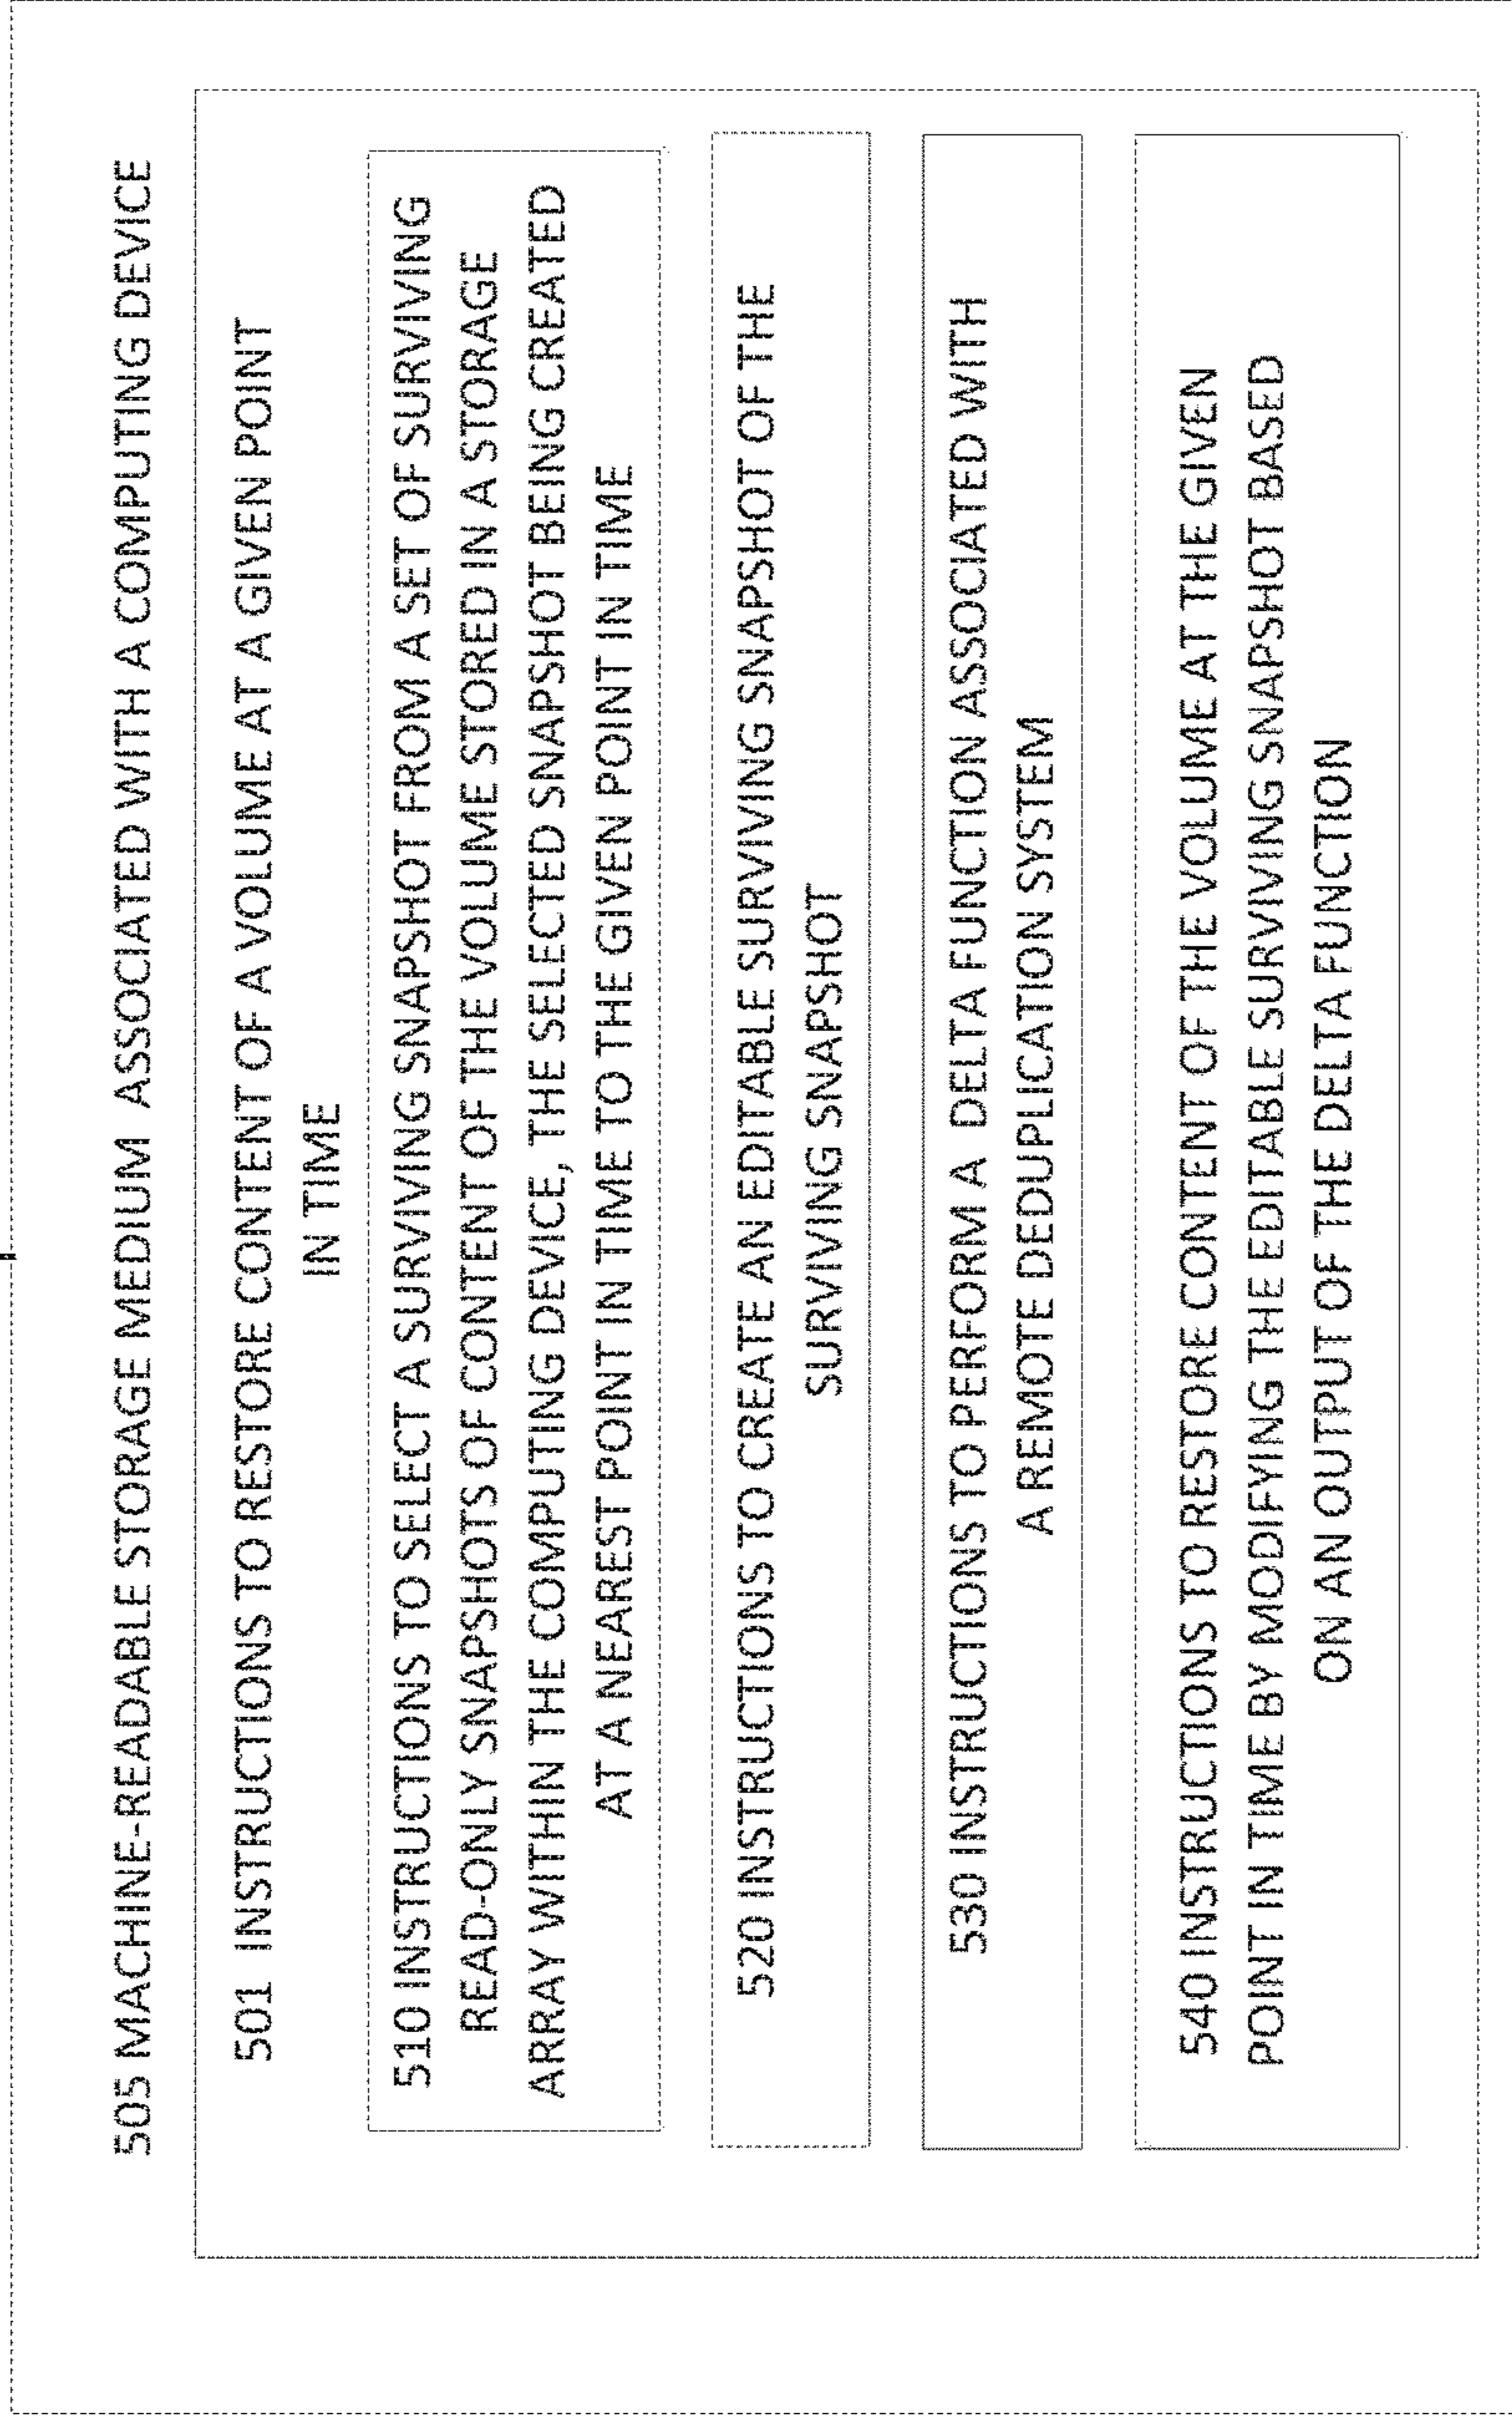 505 MACHINE-READABLE STORAGE MEDIUM ASSOCIATED WITH A COMPUTING DEVICE
501 INSTRUCTIONS TO RESTORE CONTENT OF A VOLUME AT A GIVEN POINT
IN TIME
510 INSTRUCTIONS TO SELECT A SURVIVING SNAPSHOT FROM A SET OF SURVIVING
READ-ONLY SNAPSHOTS OF CONTENT OF THE VOLUME STORED IN A STORAGE
ARRAY WITHIN THE COMPUTING DEVICE, THE SELECTED SNAPSHOT BEING CREATED
AT A NEAREST POINT IN TIME TO THE GIVEN POINT IN TIME
520 INSTRUCTIONS TO CREATE AN EDITABLE SURVIVING SNAPSHOT OF THE
SURVIVING SNAPSHOT
530 INSTRUCTIONS TO PERFORM A DELTA FUNCTION ASSOCIATED WITH
A REMOTE DEDUPLICATION SYSTEM
540 INSTRUCTIONS TO RESTORE CONTENT OF THE VOLUME AT THE GIVEN
POINT IN TIME BY MODIFYING THE EDITABLE SURVIVING SNAPSHOT BASED
ON AN OUTPUT OF THE DELTA FUNCTION